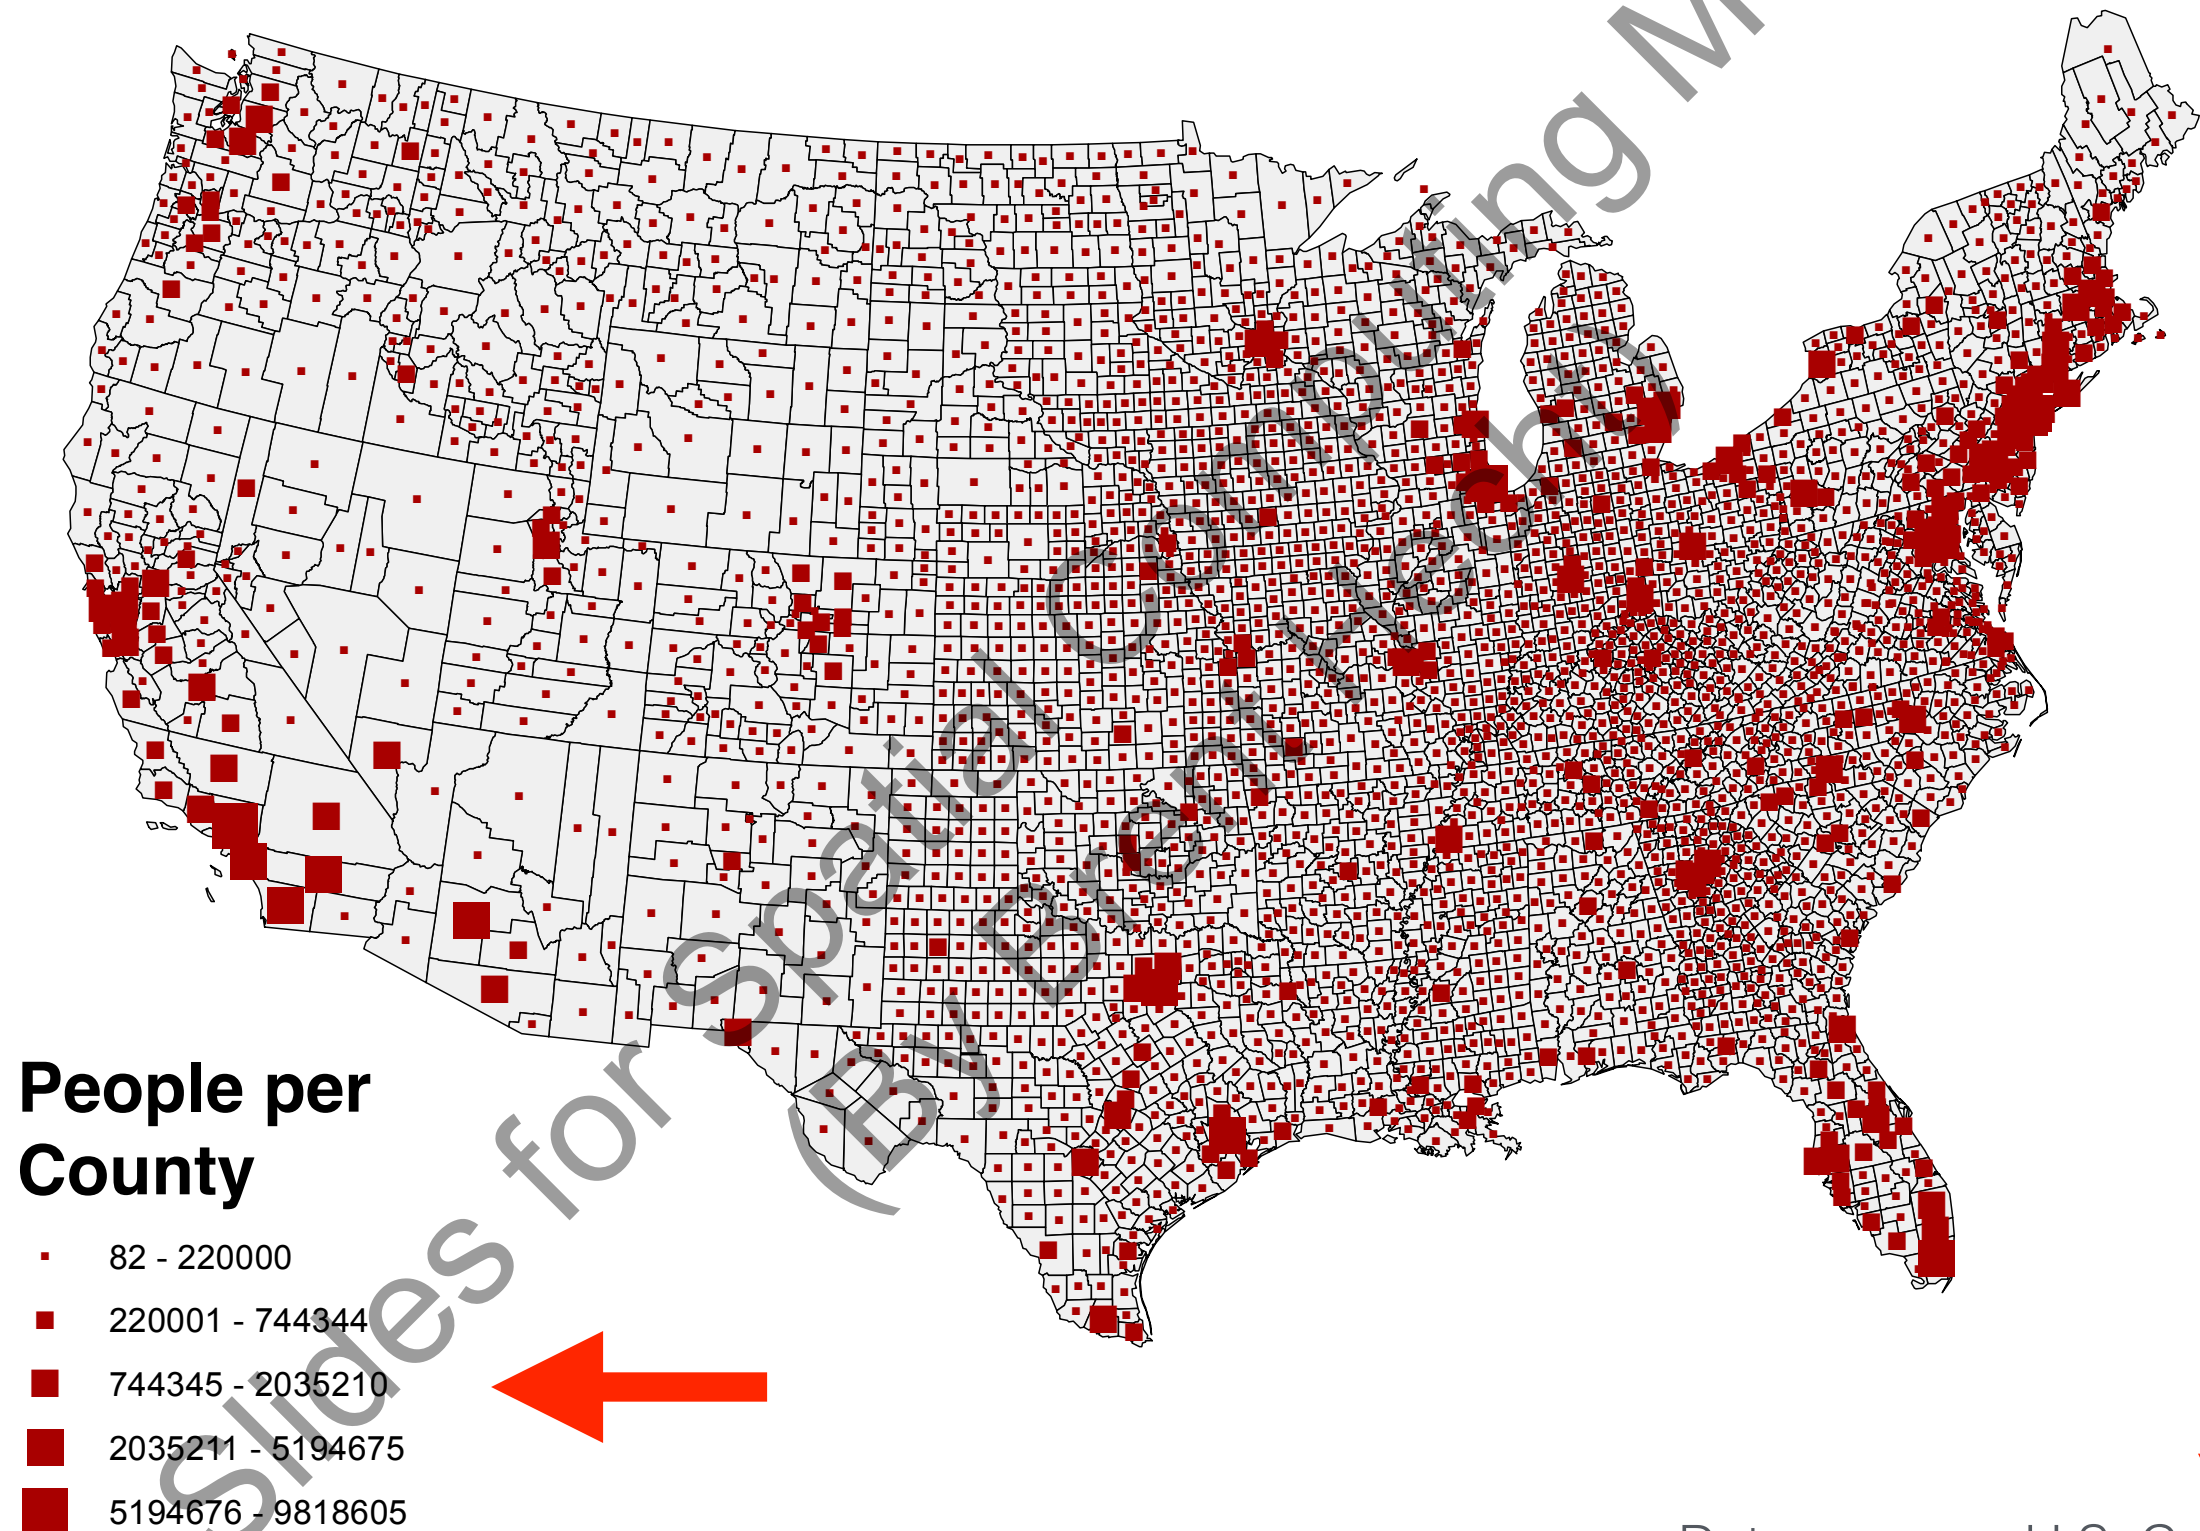 Slides for Spatial Computing M
(By Brent Hecht)
People per
County
82 - 220000
220001 - 744344
744345 - 2035210
2035211 - 5194675
5194676 - 9818605